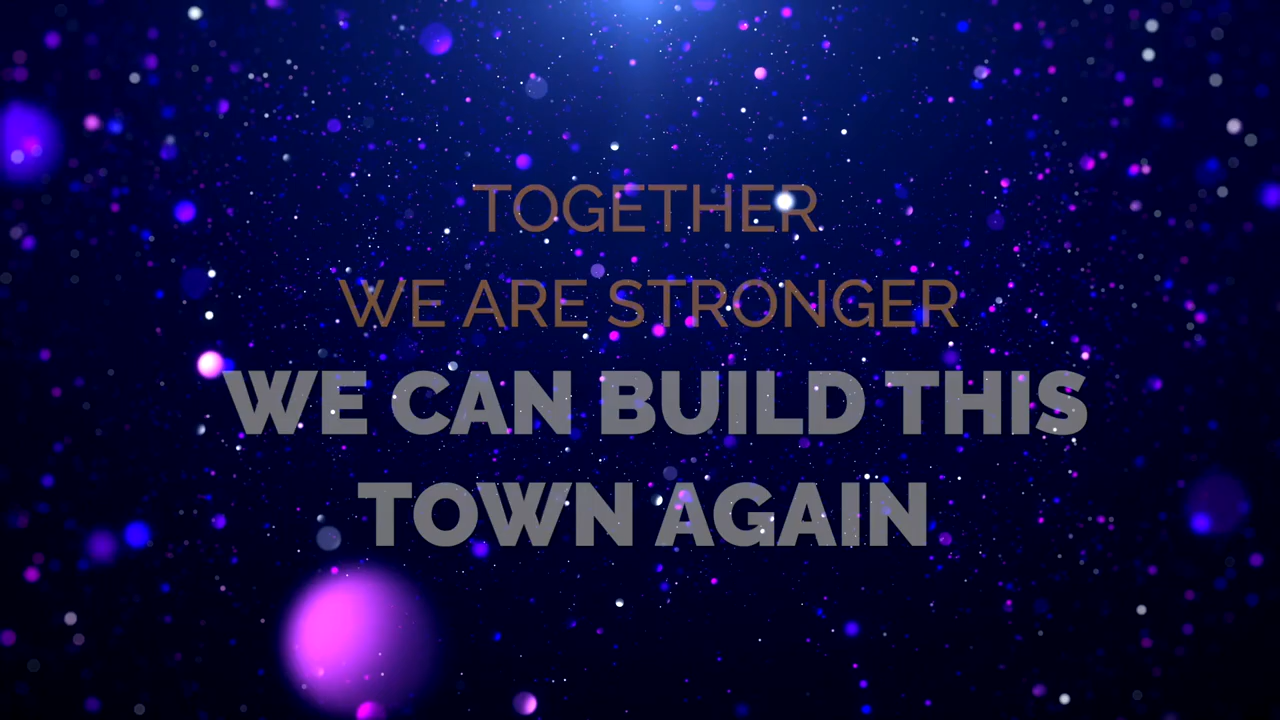 TOGETHER
WE ARE STRONGER
WE CAN BUILD THIS
TOWN AGAIN